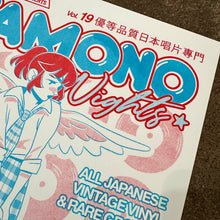 IGHTS
VOL. 19 優等品質日本唱片專門
AMONO
Nights
ALL JAPANESE
VINTAGE VINYL
& RARE GR